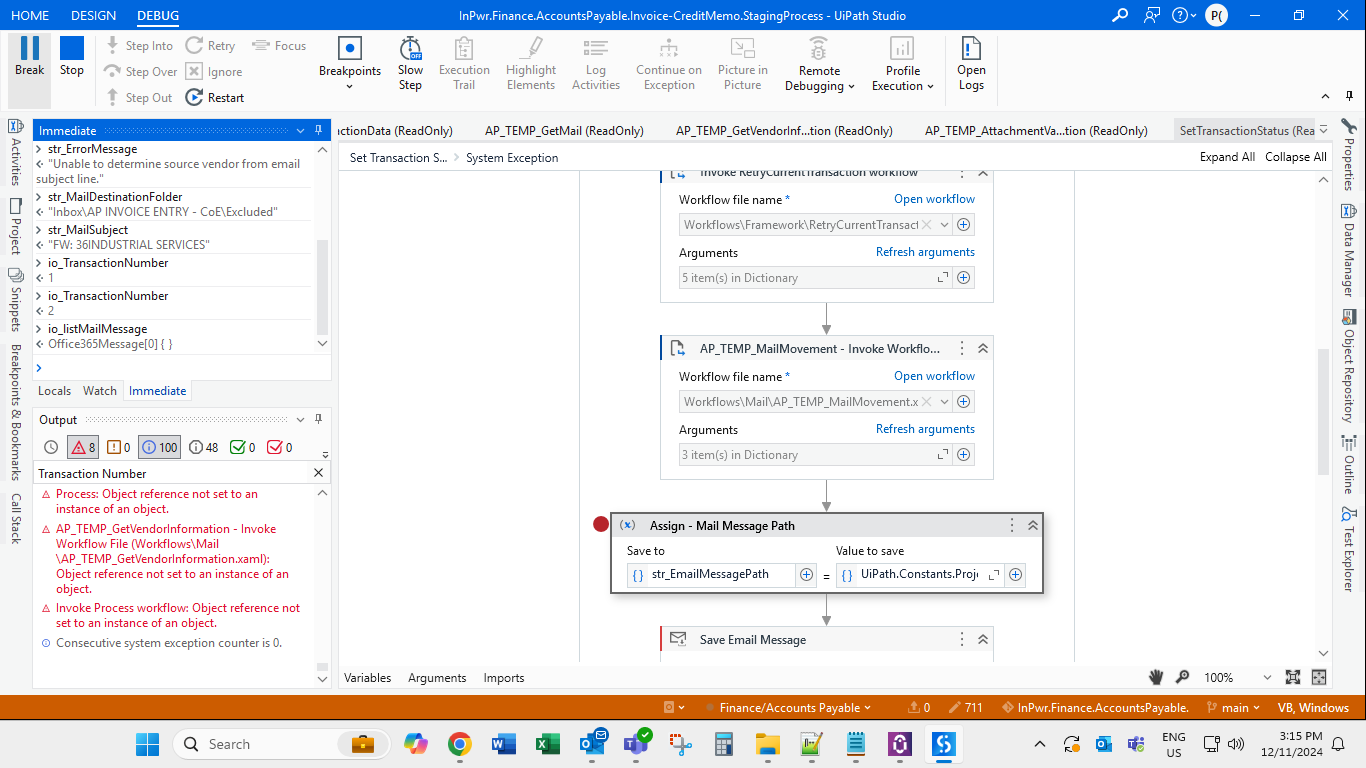 HOME DESIGN DEBUG
InPwr.Finance.AccountsPayable.Invoice-CreditMemo.StagingProcess - UiPath Studio
P(
Break
Stop
Step Into
Step Over
Step Out
Retry
Ignore
Restart
Focus
Breakpoints
Slow
Step
Execution
Trail
Highlight
Elements
Log
Activities
Continue on
Exception
Picture in
Picture
Remote
Debugging
Profile
Execution
Open
Logs
Activities
Project
Snippets
Breakpoints & Bookmarks
Call Stack
Immediate
str_ErrorMessage
"Unable to determine source vendor from email
subject line."
str_MailDestinationFolder
"Inbox\AP INVOICE ENTRY - CoE\Excluded"
str_MailSubject
"FW: 36INDUSTRIAL SERVICES"
io_TransactionNumber
1
io_TransactionNumber
2
io_listMailMessage
Office365Message[0] { }
Locals Watch Immediate
Output
8 0 100 48 0 0
Transaction Number
Process: Object reference not set to an
instance of an object.
AP_TEMP_GetVendorInformation - Invoke
Workflow File (Workflows\Mail
\AP_TEMP_GetVendorInformation.xaml):
Object reference not set to an instance of an
object.
Invoke Process workflow: Object reference not
set to an instance of an object.
Consecutive system exception counter is 0.
ctionData (ReadOnly) AP_TEMP_GetMail (ReadOnly) AP_TEMP_GetVendorInf...tion (ReadOnly) AP_TEMP_AttachmentVa...tion (ReadOnly) SetTransactionStatus (Rea
Set Transaction S... System Exception
Expand All Collapse All
Invoke RetryCurrentTransaction workflow
Workflow file name * Open workflow
Workflows\Framework\RetryCurrentTransact
Arguments Refresh arguments
5 item(s) in Dictionary
AP_TEMP_MailMovement - Invoke Workflo...
Workflow file name * Open workflow
Workflows\Mail\AP_TEMP_MailMovement.x
Arguments Refresh arguments
3 item(s) in Dictionary
Assign - Mail Message Path
Save to Value to save
str_EmailMessagePath = UiPath.Constants.Proj
Save Email Message
Variables Arguments Imports
100%
Properties
Data Manager
Object Repository
Outline
Test Explorer
Finance/Accounts Payable
0
711
InPwr.Finance.AccountsPayable.
main
VB, Windows
Search
ENG
US
3:15 PM
12/11/2024